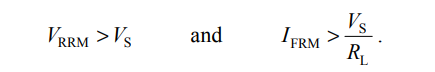 V_RRM > V_S and I_FRM > V_S / R_L .